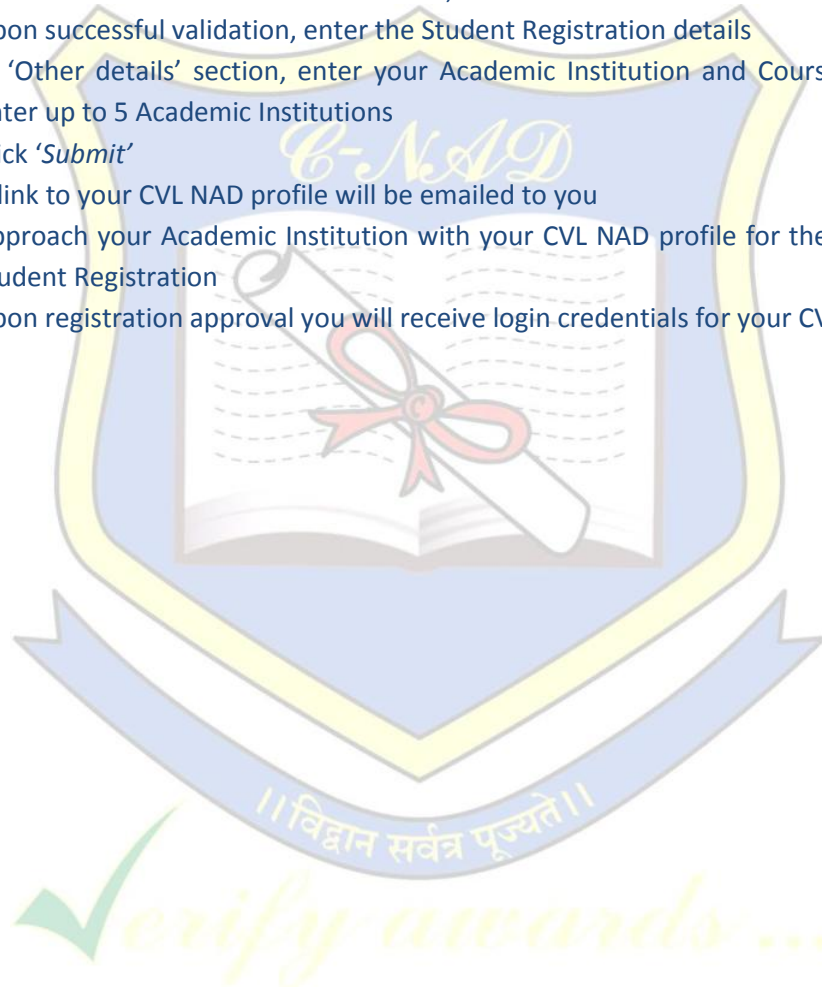 pon successful validation, enter the Student Registration details
‘Other details’ section, enter your Academic Institution and Cours
ter up to 5 Academic Institutions
ick ‘Submit’
link to your CVL NAD profile will be emailed to you
pproach your Academic Institution with your CVL NAD profile for the
udent Registration
pon registration approval you will receive login credentials for your CV
C-NAD
C
।।विद्वान सर्वत्र पूज्यते।।
Verify awards ...